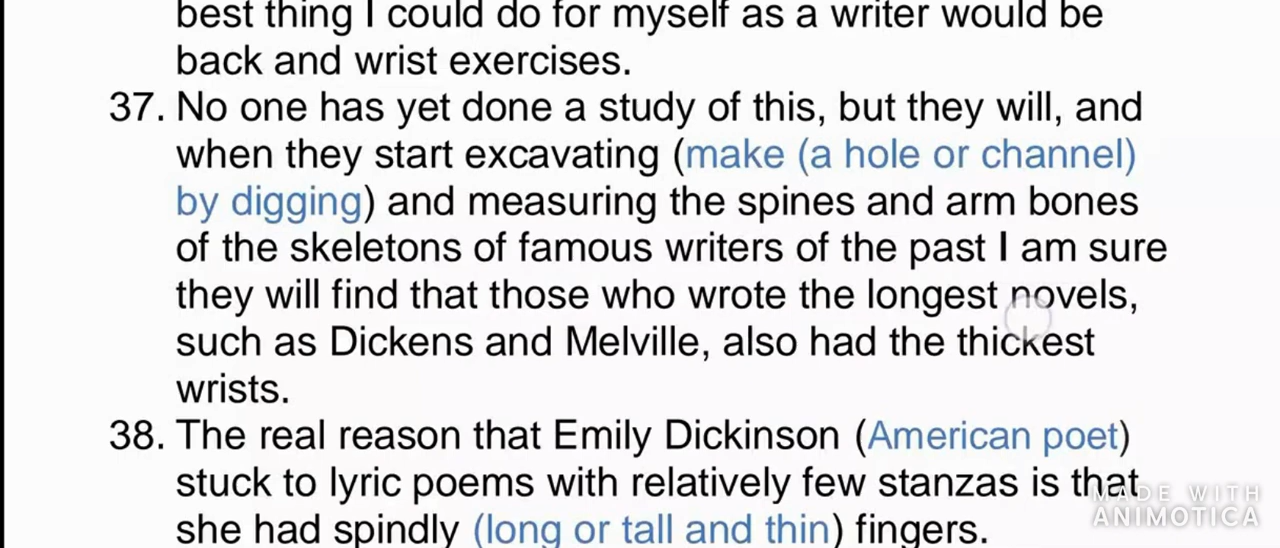 best thing I could do for myself as a writer would be
back and wrist exercises.
37. No one has yet done a study of this, but they will, and
when they start excavating (make (a hole or channel)
by digging) and measuring the spines and arm bones
of the skeletons of famous writers of the past I am sure
they will find that those who wrote the longest novels,
such as Dickens and Melville, also had the thickest
wrists.
38. The real reason that Emily Dickinson (American poet)
stuck to lyric poems with relatively few stanzas is that
she had spindly (long or tall and thin) fingers.
MADE WITH
ANIMOTICA